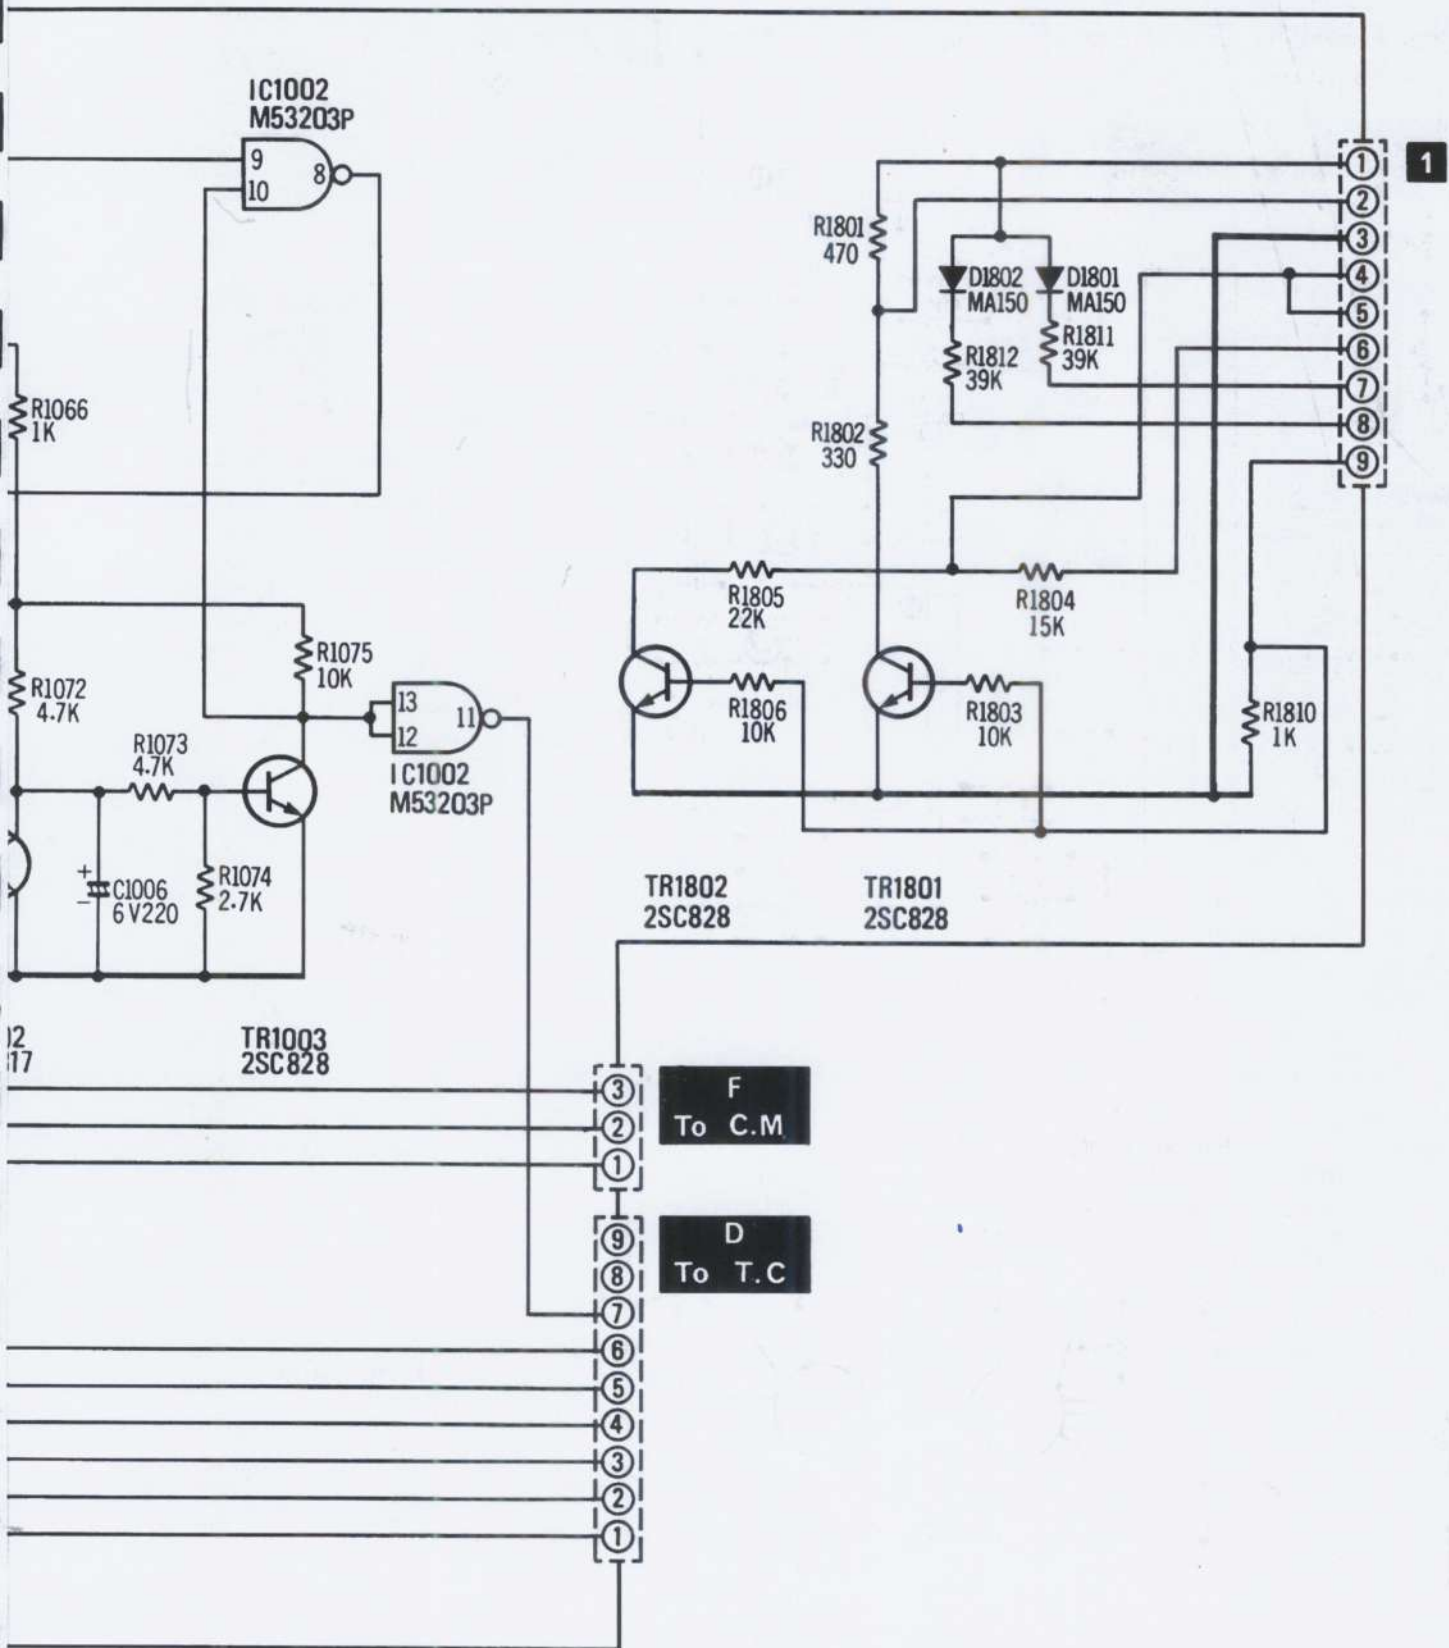 IC1002
M53203P
9
10
8
1
1
2
3
4
5
6
7
8
9
R1801
470
D1802
MA150
D1801
MA150
R1811
39K
R1812
39K
R1802
330
R1066
1K
R1805
22K
R1804
15K
R1075
10K
R1072
4.7K
13
12
11
R1806
10K
R1803
10K
R1810
1K
R1073
4.7K
IC1002
M53203P
+
-
C1006
6V220
R1074
2.7K
TR1802
2SC828
TR1801
2SC828
02
17
TR1003
2SC828
3
2
1
F
To C.M
9
8
7
6
5
4
3
2
1
D
To T.C